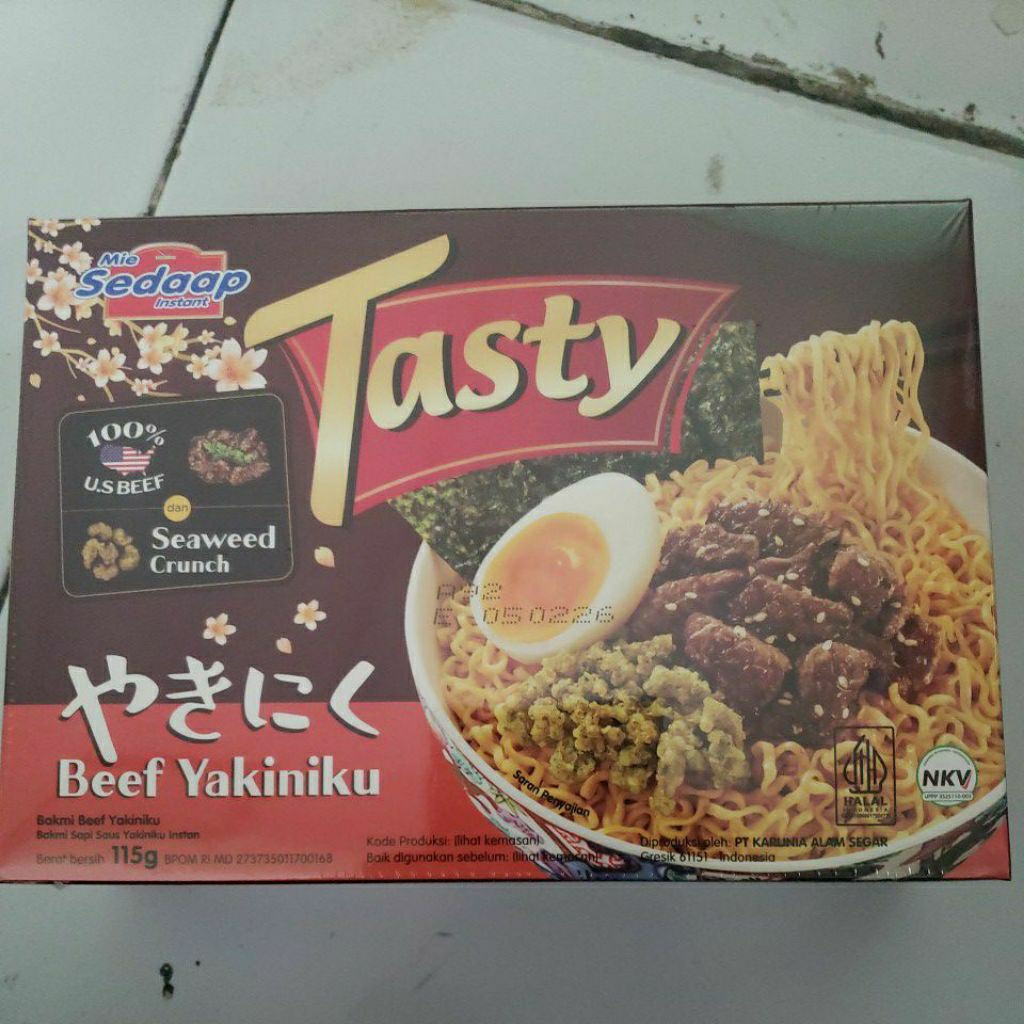 Mie
Sedaap
Instant
Tasty
100%
U.S BEEF
dan
Seaweed
Crunch
E 050226
やきにく
Beef Yakiniku
Saran Penyajian
Bakmi Beef Yakiniku
Bakmi Sapi Saus Yakiniku Instan
Berat bersih 115g BPOM RI MD 273735011700168
Kode Produksi: (lihat kemasan)
Baik digunakan sebelum: (lihat kemasan)
Diproduksi oleh: PT KARUNIA ALAM SEGAR
Gresik 61151 - Indonesia
HALAL
INDONESIA
NKV